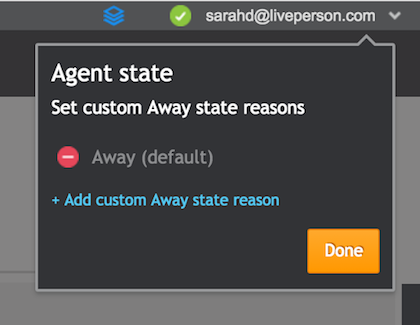 sarahd@liveperson.com
Agent state
Set custom Away state reasons
Away (default)
+ Add custom Away state reason
Done